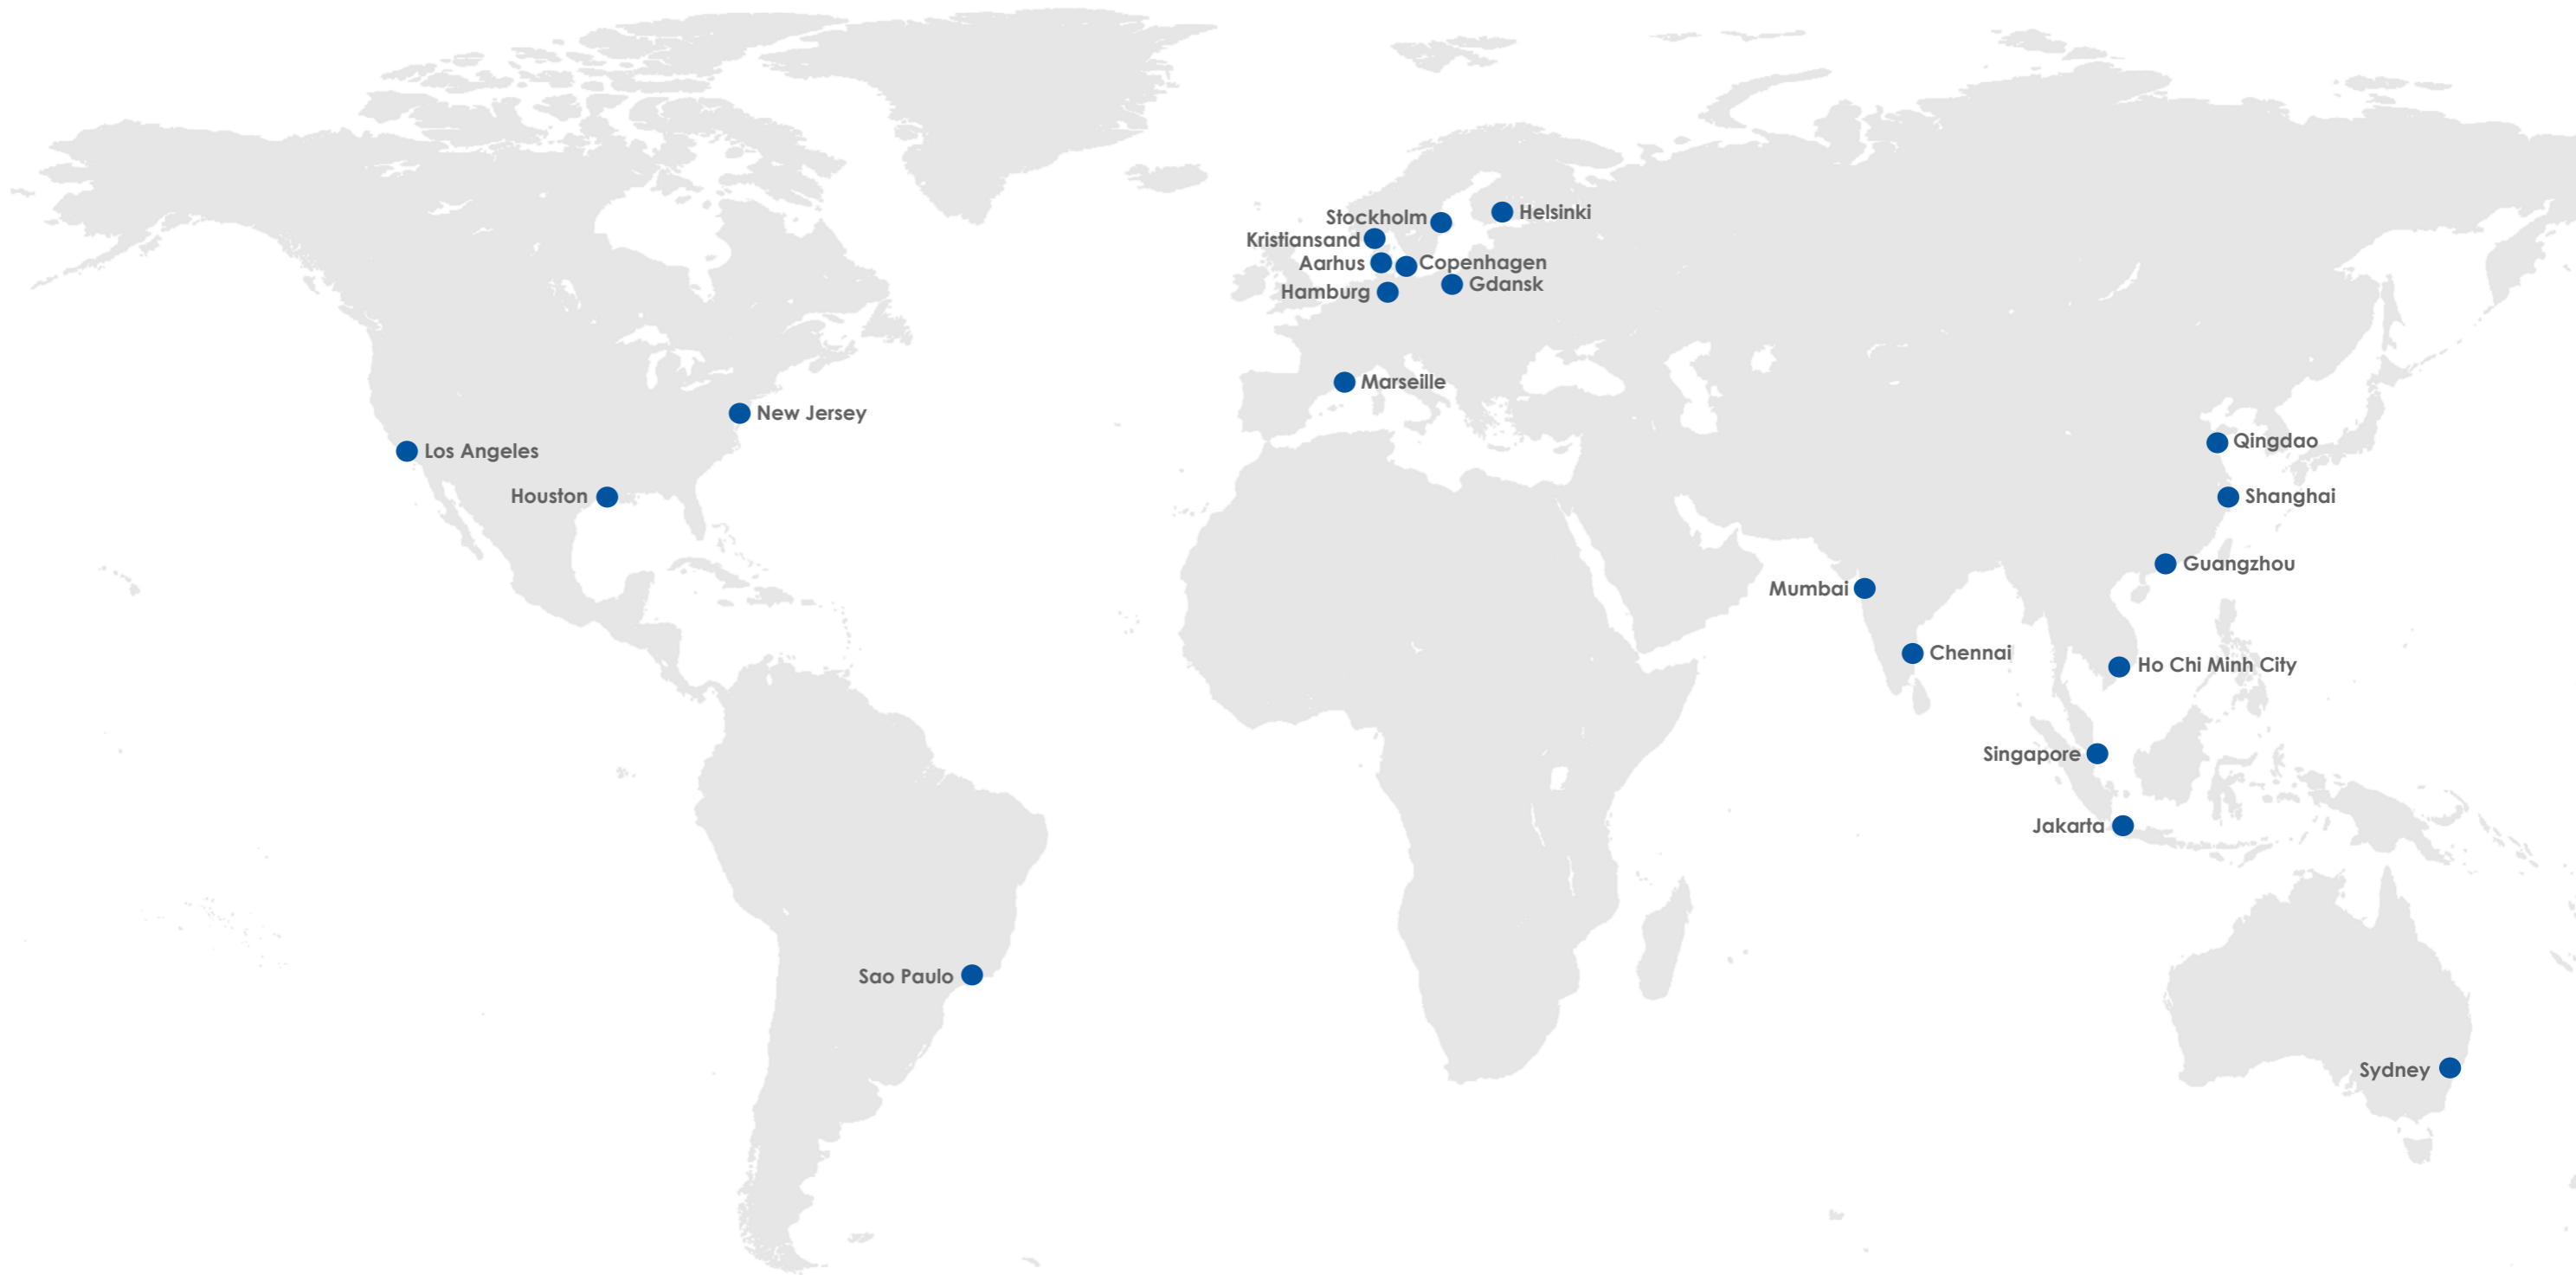 Stockholm
Helsinki
Kristiansand
Aarhus
Copenhagen
Gdansk
Hamburg
Marseille
New Jersey
Los Angeles
Houston
Qingdao
Shanghai
Guangzhou
Mumbai
Chennai
Ho Chi Minh City
Singapore
Jakarta
Sao Paulo
Sydney